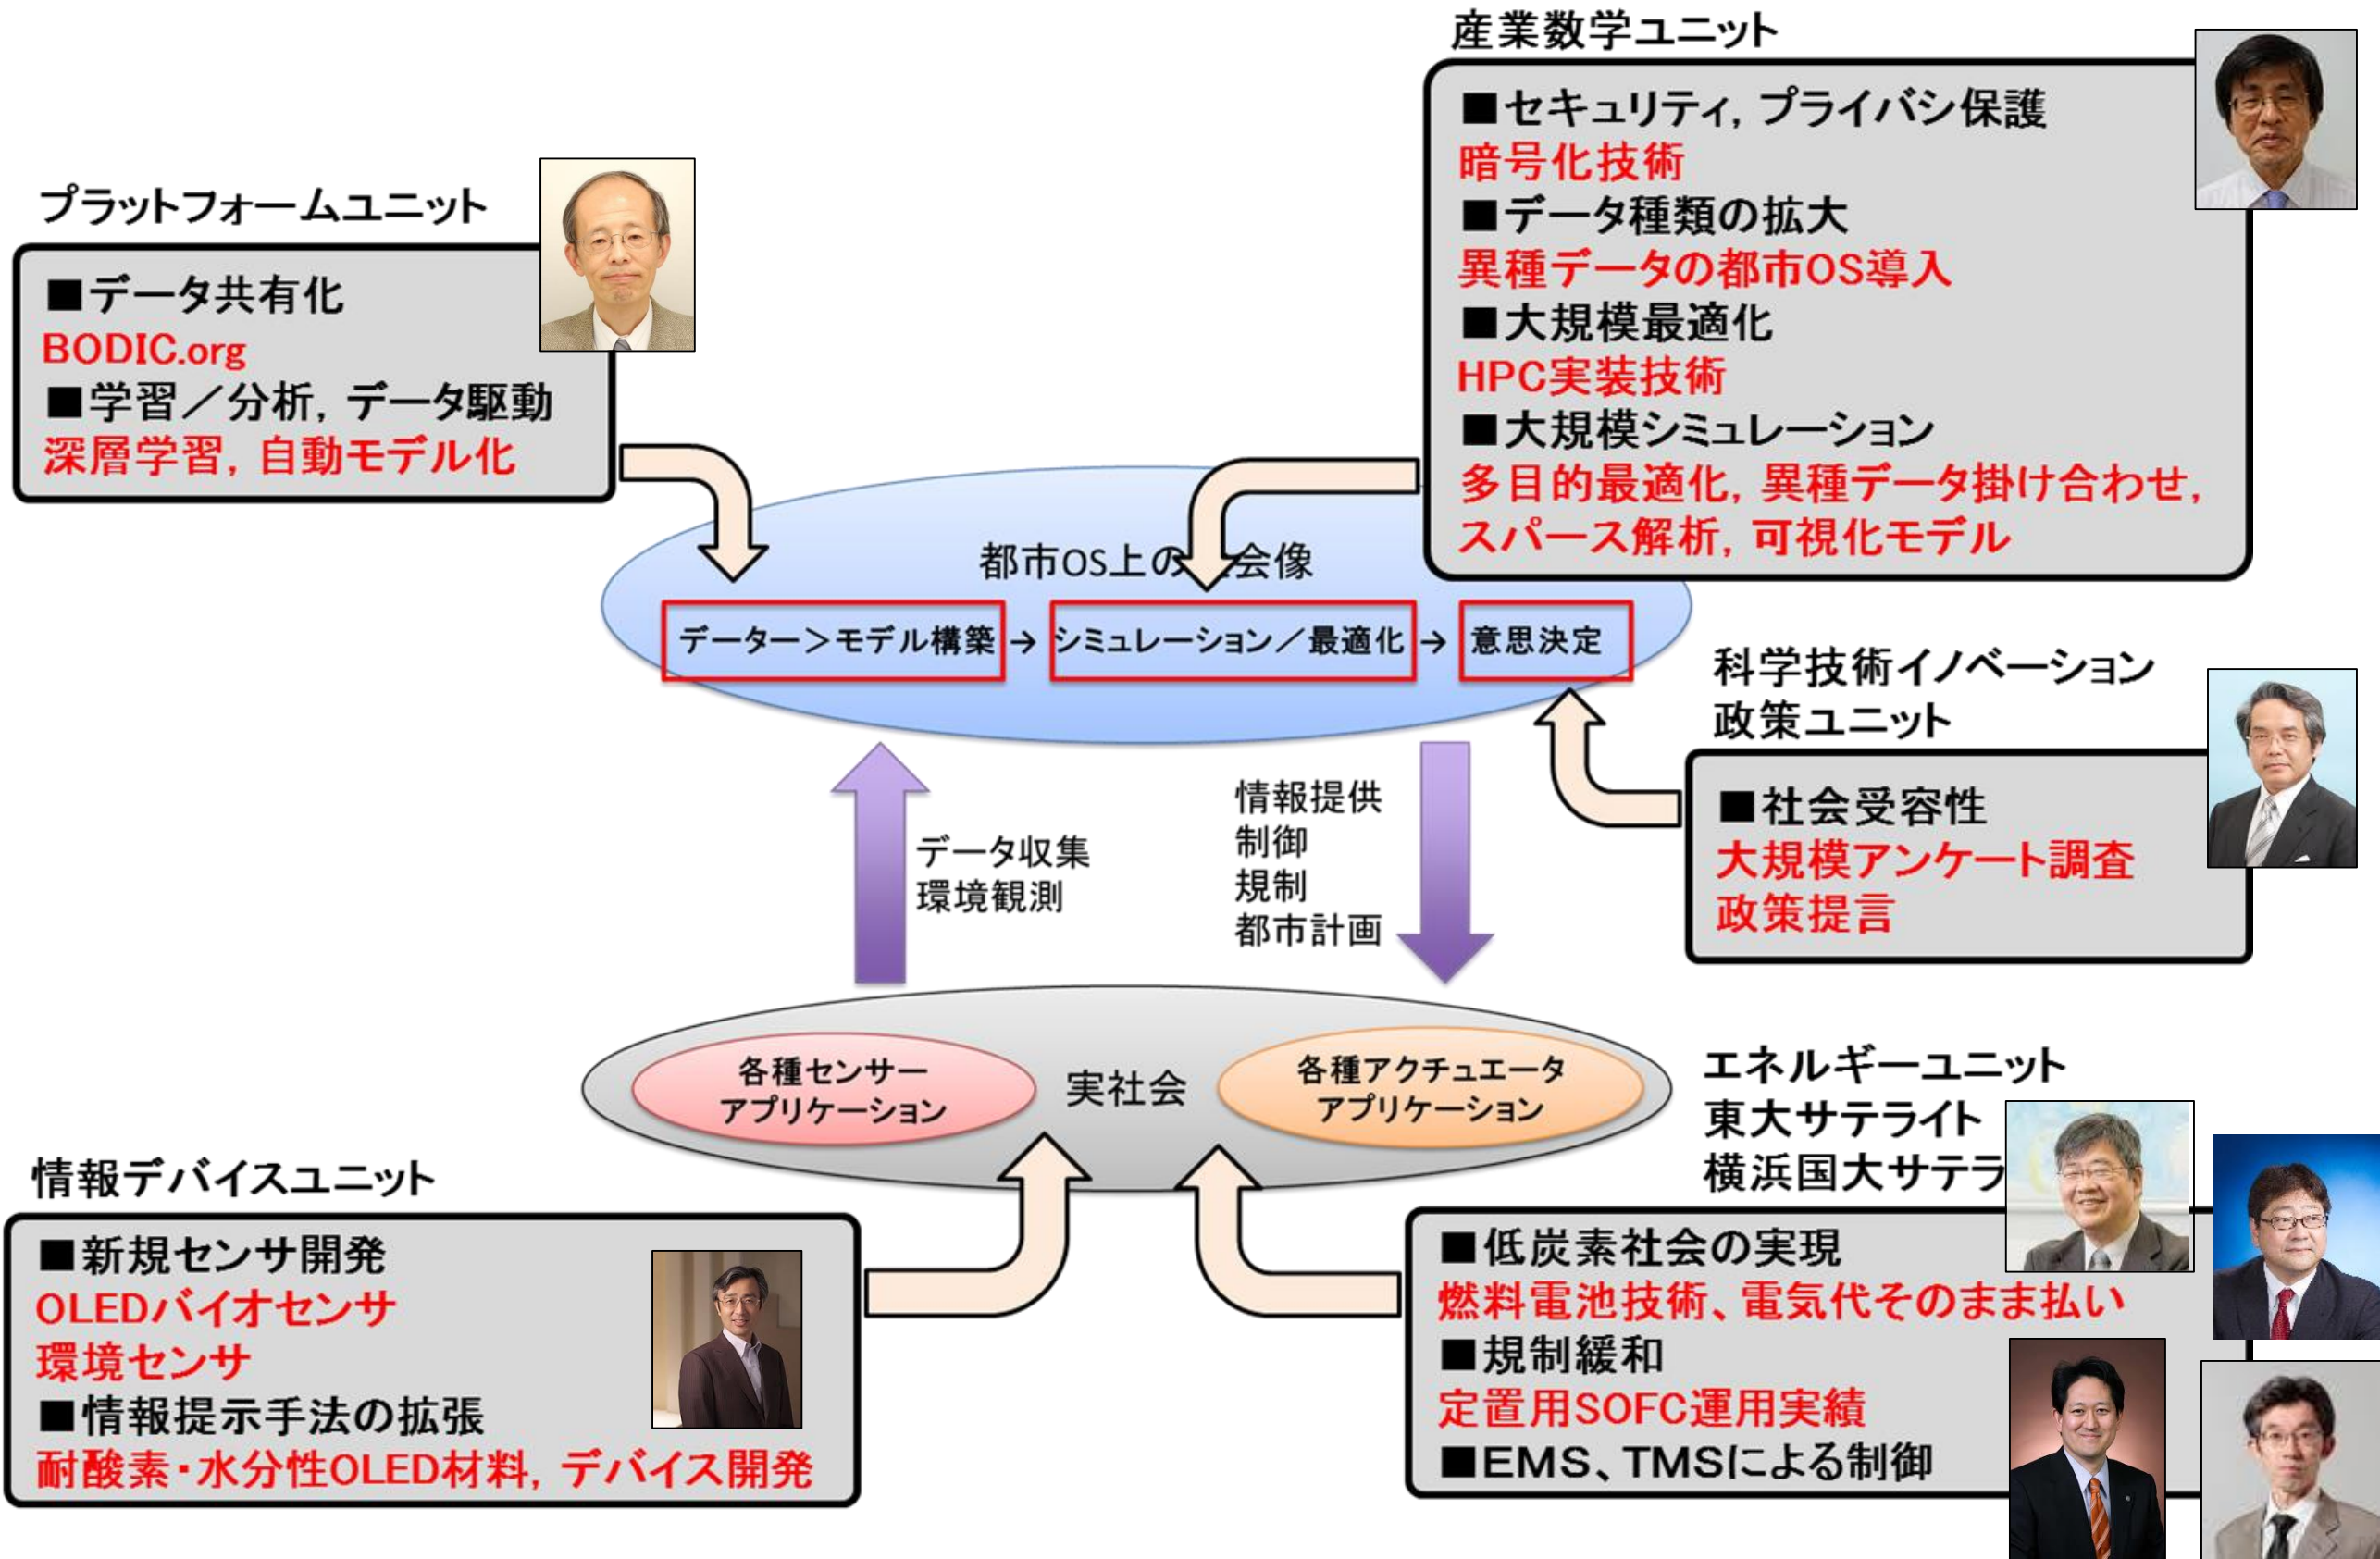 産業数学ユニット
■セキュリティ, プライバシ保護
暗号化技術
■データ種類の拡大
異種データの都市OS導入
■大規模最適化
HPC実装技術
■大規模シミュレーション
多目的最適化, 異種データ掛け合わせ,
スパース解析, 可視化モデル
プラットフォームユニット
■データ共有化
BODIC.org
■学習／分析, データ駆動
深層学習, 自動モデル化
都市OS上の 会像
データー＞モデル構築 → シミュレーション／最適化 → 意思決定
科学技術イノベーション
政策ユニット
■社会受容性
大規模アンケート調査
政策提言
データ収集
環境観測
情報提供
制御
規制
都市計画
各種センサー
アプリケーション
実社会
各種アクチュエータ
アプリケーション
エネルギーユニット
東大サテライト
横浜国大サテラ
■低炭素社会の実現
燃料電池技術、電気代そのまま払い
■規制緩和
定置用SOFC運用実績
■EMS、TMSによる制御
情報デバイスユニット
■新規センサ開発
OLEDバイオセンサ
環境センサ
■情報提示手法の拡張
耐酸素・水分性OLED材料, デバイス開発